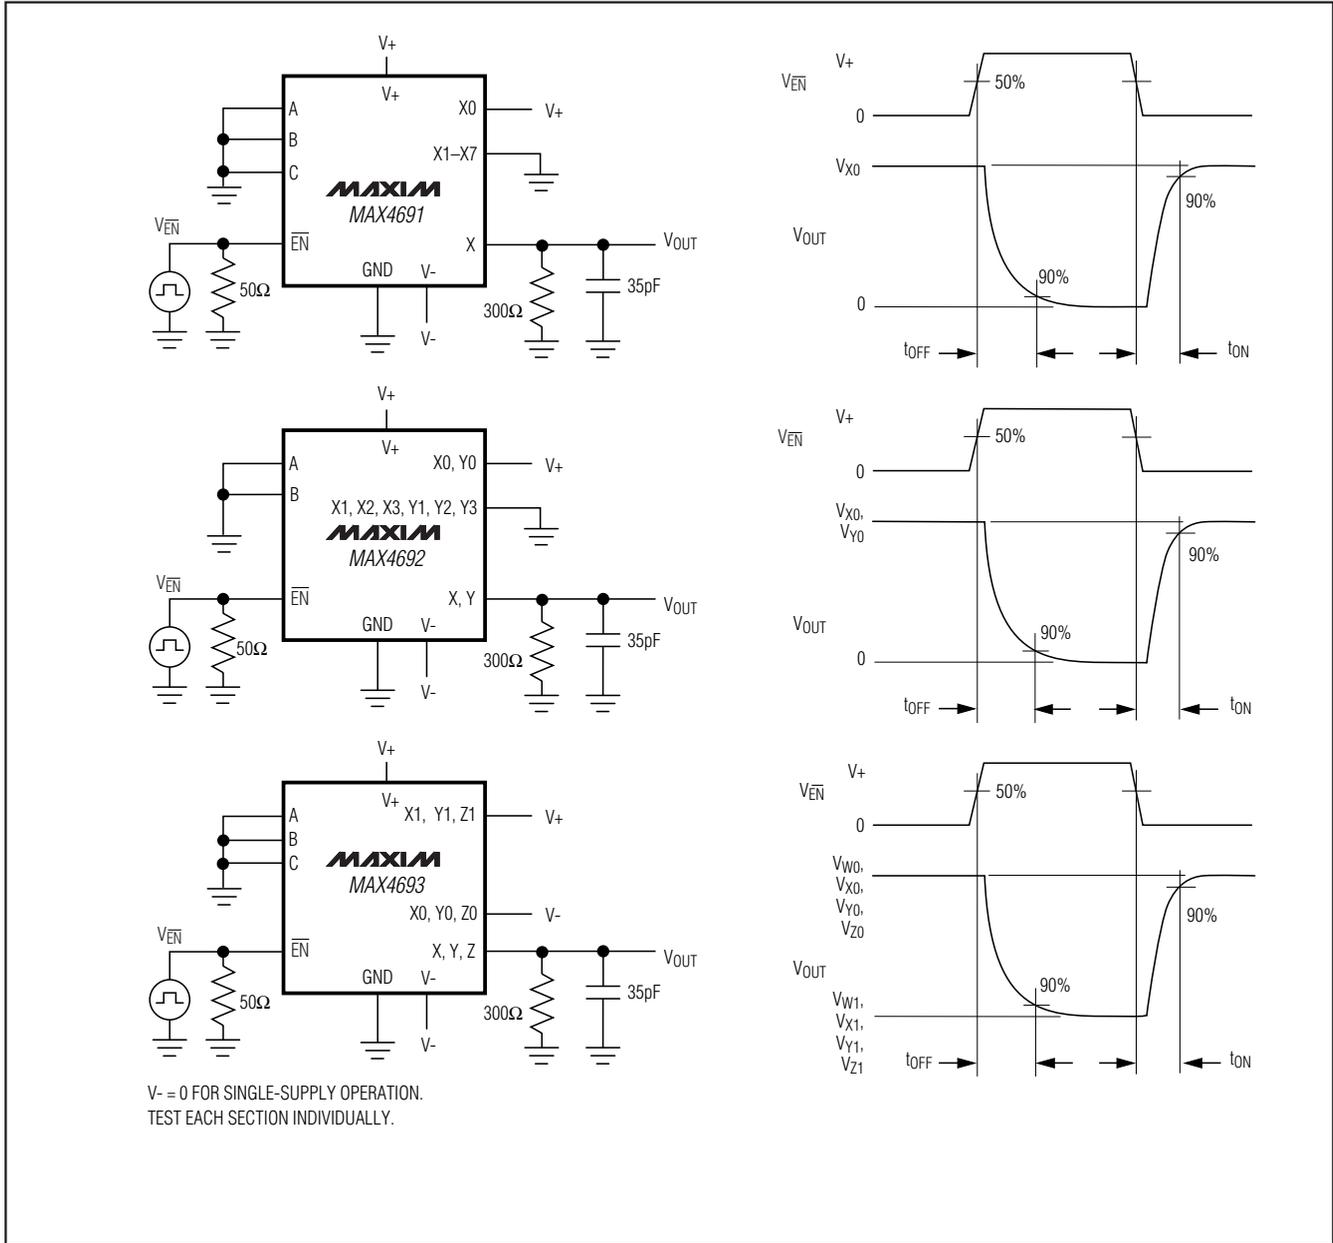 V+
V+
A
X0
V+
B
X1–X7
C
MAXIM
MAX4691
VEN
EN
X
VOUT
GND
V-
50Ω
300Ω
35pF
V-
V+
VEN
50%
0
VX0
90%
VOUT
90%
0
tOFF
tON
V+
V+
A
X0, Y0
V+
B
X1, X2, X3, Y1, Y2, Y3
MAXIM
MAX4692
VEN
EN
X, Y
VOUT
GND
V-
50Ω
300Ω
35pF
V-
V+
VEN
50%
0
VX0,
VY0
90%
VOUT
90%
0
tOFF
tON
V+
V+
X1, Y1, Z1
V+
A
B
C
MAXIM
MAX4693
X0, Y0, Z0
V-
VEN
EN
X, Y, Z
VOUT
GND
V-
50Ω
300Ω
35pF
V-
V+
VEN
50%
0
VW0,
VX0,
VY0,
VZ0
90%
VOUT
90%
VW1,
VX1,
VY1,
VZ1
tOFF
tON
V- = 0 FOR SINGLE-SUPPLY OPERATION.
TEST EACH SECTION INDIVIDUALLY.